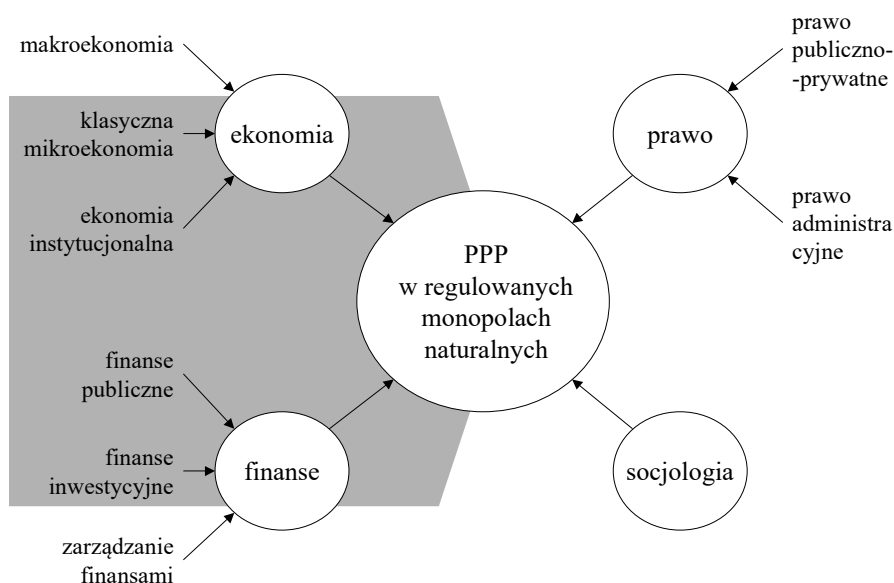 makroekonomia
klasyczna
mikroekonomia
ekonomia
instytucjonalna
ekonomia
prawo
publiczno-
-prywatne
prawo
prawo
administra
cyjne
PPP
w regulowanych
monopolach
naturalnych
finanse
publiczne
finanse
inwestycyjne
zarządzanie
finansami
finanse
socjologia